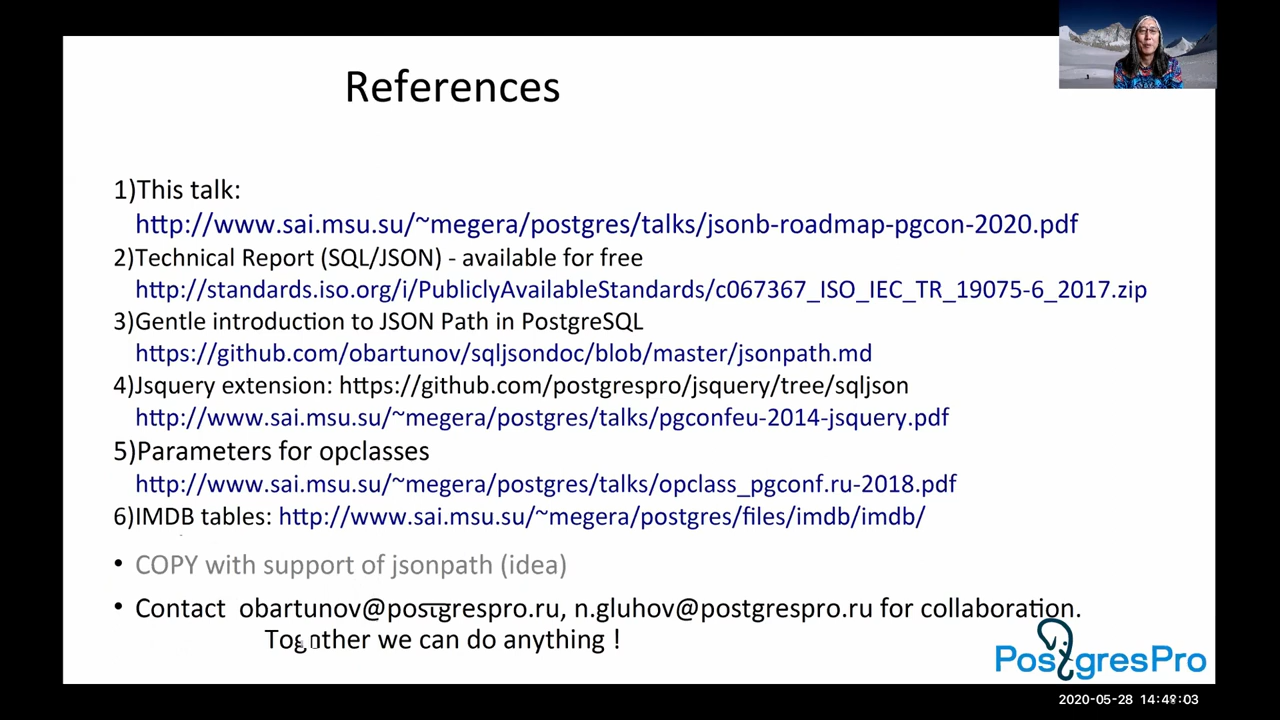 References
1)This talk:
http://www.sai.msu.su/~megera/postgres/talks/jsonb-roadmap-pgcon-2020.pdf
2)Technical Report (SQL/JSON) - available for free
http://standards.iso.org/i/PubliclyAvailableStandards/c067367_ISO_IEC_TR_19075-6_2017.zip
3)Gentle introduction to JSON Path in PostgreSQL
https://github.com/obartunov/sqljsondoc/blob/master/jsonpath.md
4)Jsquery extension: https://github.com/postgrespro/jsquery/tree/sqljson
http://www.sai.msu.su/~megera/postgres/talks/pgconfeu-2014-jsquery.pdf
5)Parameters for opclasses
http://www.sai.msu.su/~megera/postgres/talks/opclass_pgconf.ru-2018.pdf
6)IMDB tables: http://www.sai.msu.su/~megera/postgres/files/imdb/imdb/
• COPY with support of jsonpath (idea)
• Contact obartunov@postgrespro.ru, n.gluhov@postgrespro.ru for collaboration.
Together we can do anything !
PostgresPro
2020-05-28